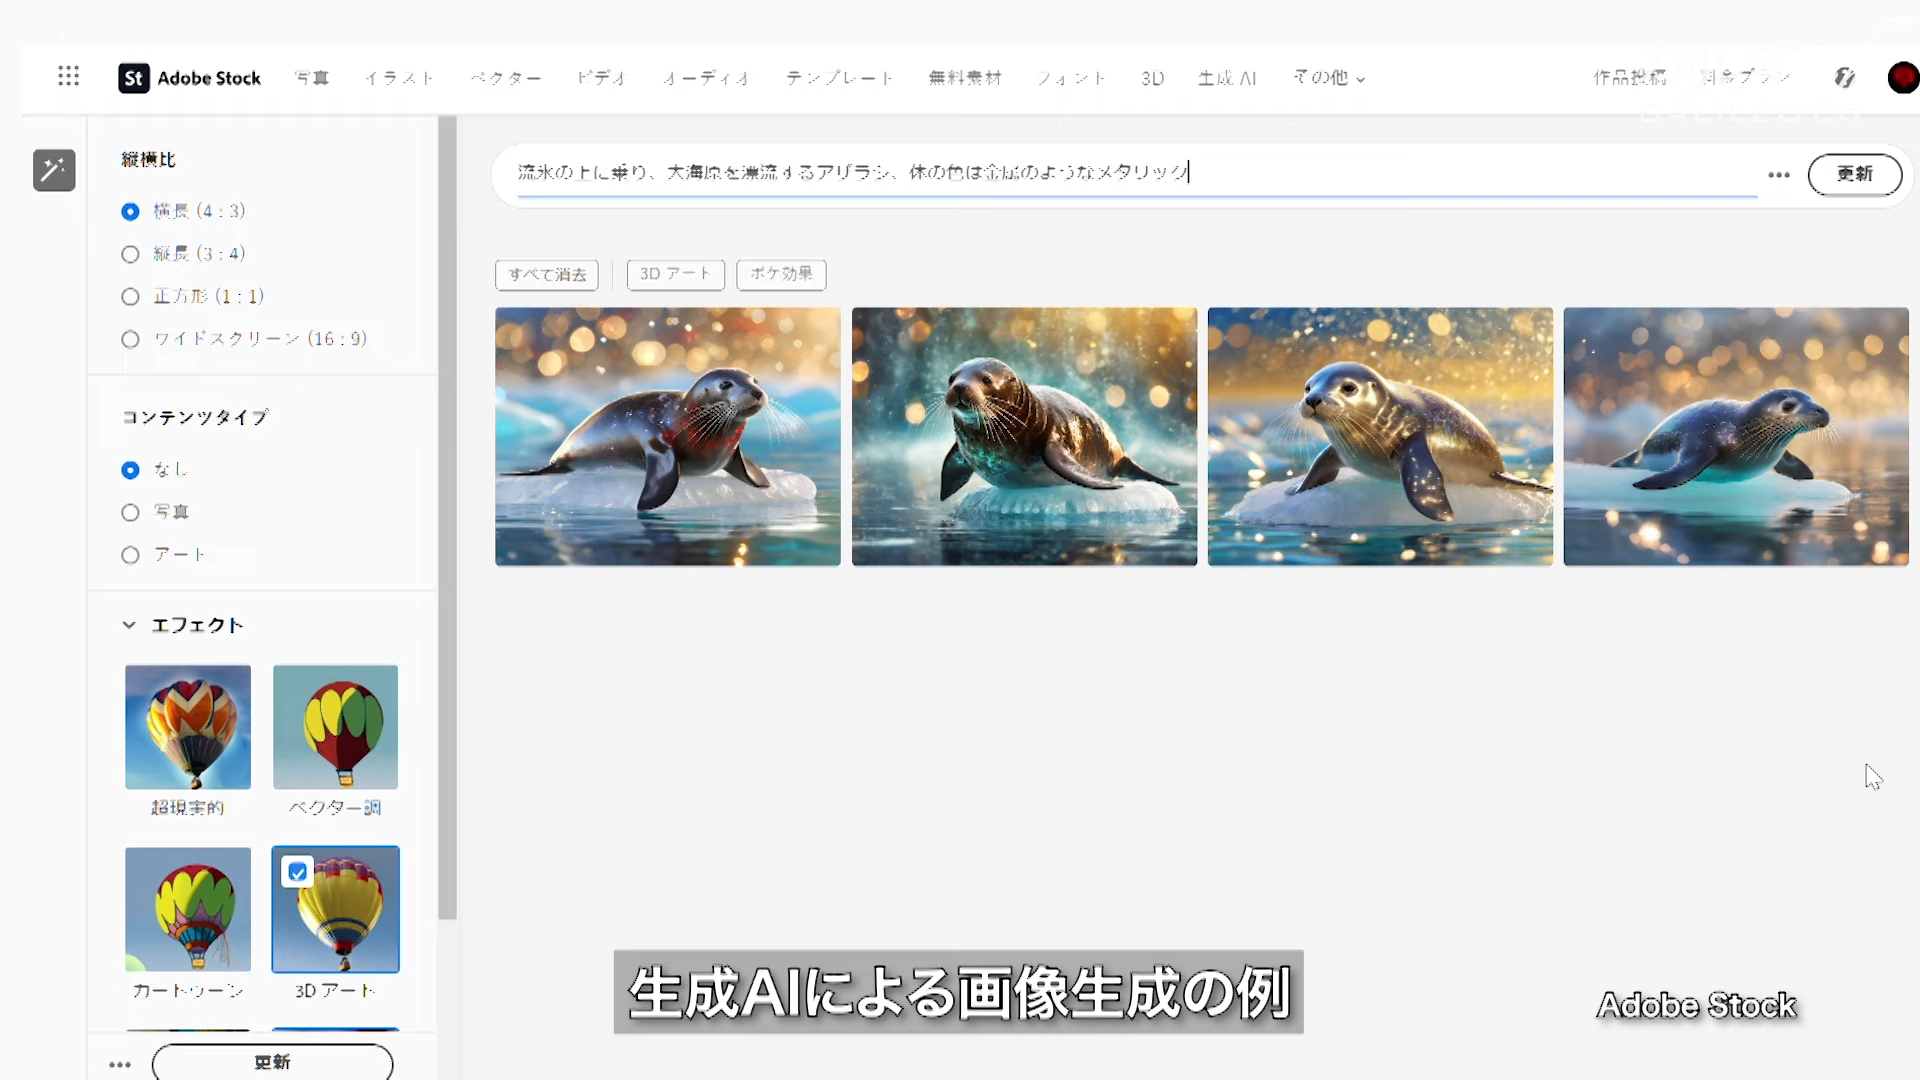 St Adobe Stock 写真 イラスト ベクター ビデオ オーディオ テンプレート 無料素材 フォント 3D 生成 AI その他 作品投稿 料金プラン
縦横比
横長 (4 : 3)
縦長 (3 : 4)
正方形 (1 : 1)
ワイドスクリーン (16 : 9)
コンテンツタイプ
なし
写真
アート
エフェクト
超現実的 ベクター調
カートゥーン 3D アート
... 更新
流氷の上に乗り、大海原を漂流するアザラシ、体の色は金属のようなメタリック ... 更新
すべて消去 3D アート ボケ効果
生成AIによる画像生成の例
Adobe Stock